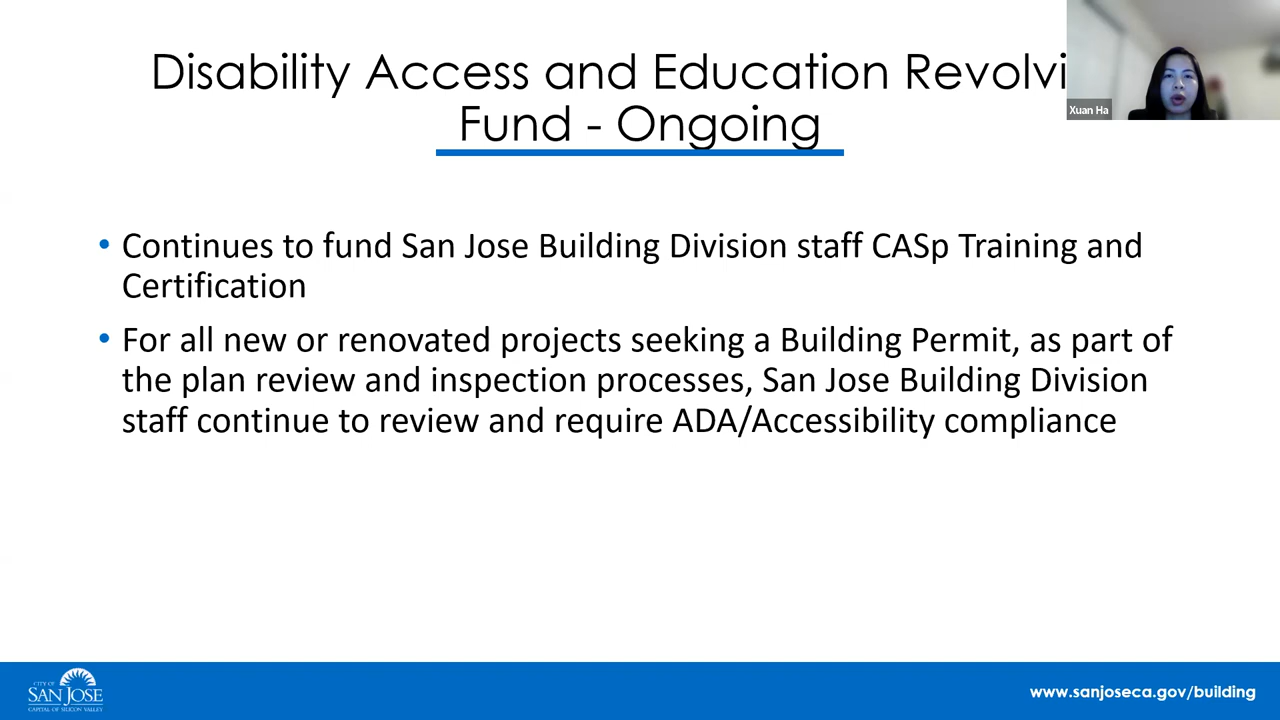 Disability Access and Education Revolvi
Fund - Ongoing
Xuan Ha
• Continues to fund San Jose Building Division staff CASp Training and
Certification
• For all new or renovated projects seeking a Building Permit, as part of
the plan review and inspection processes, San Jose Building Division
staff continue to review and require ADA/Accessibility compliance
CITY OF
SAN JOSE
CAPITAL OF SILICON VALLEY
www.sanjoseca.gov/building